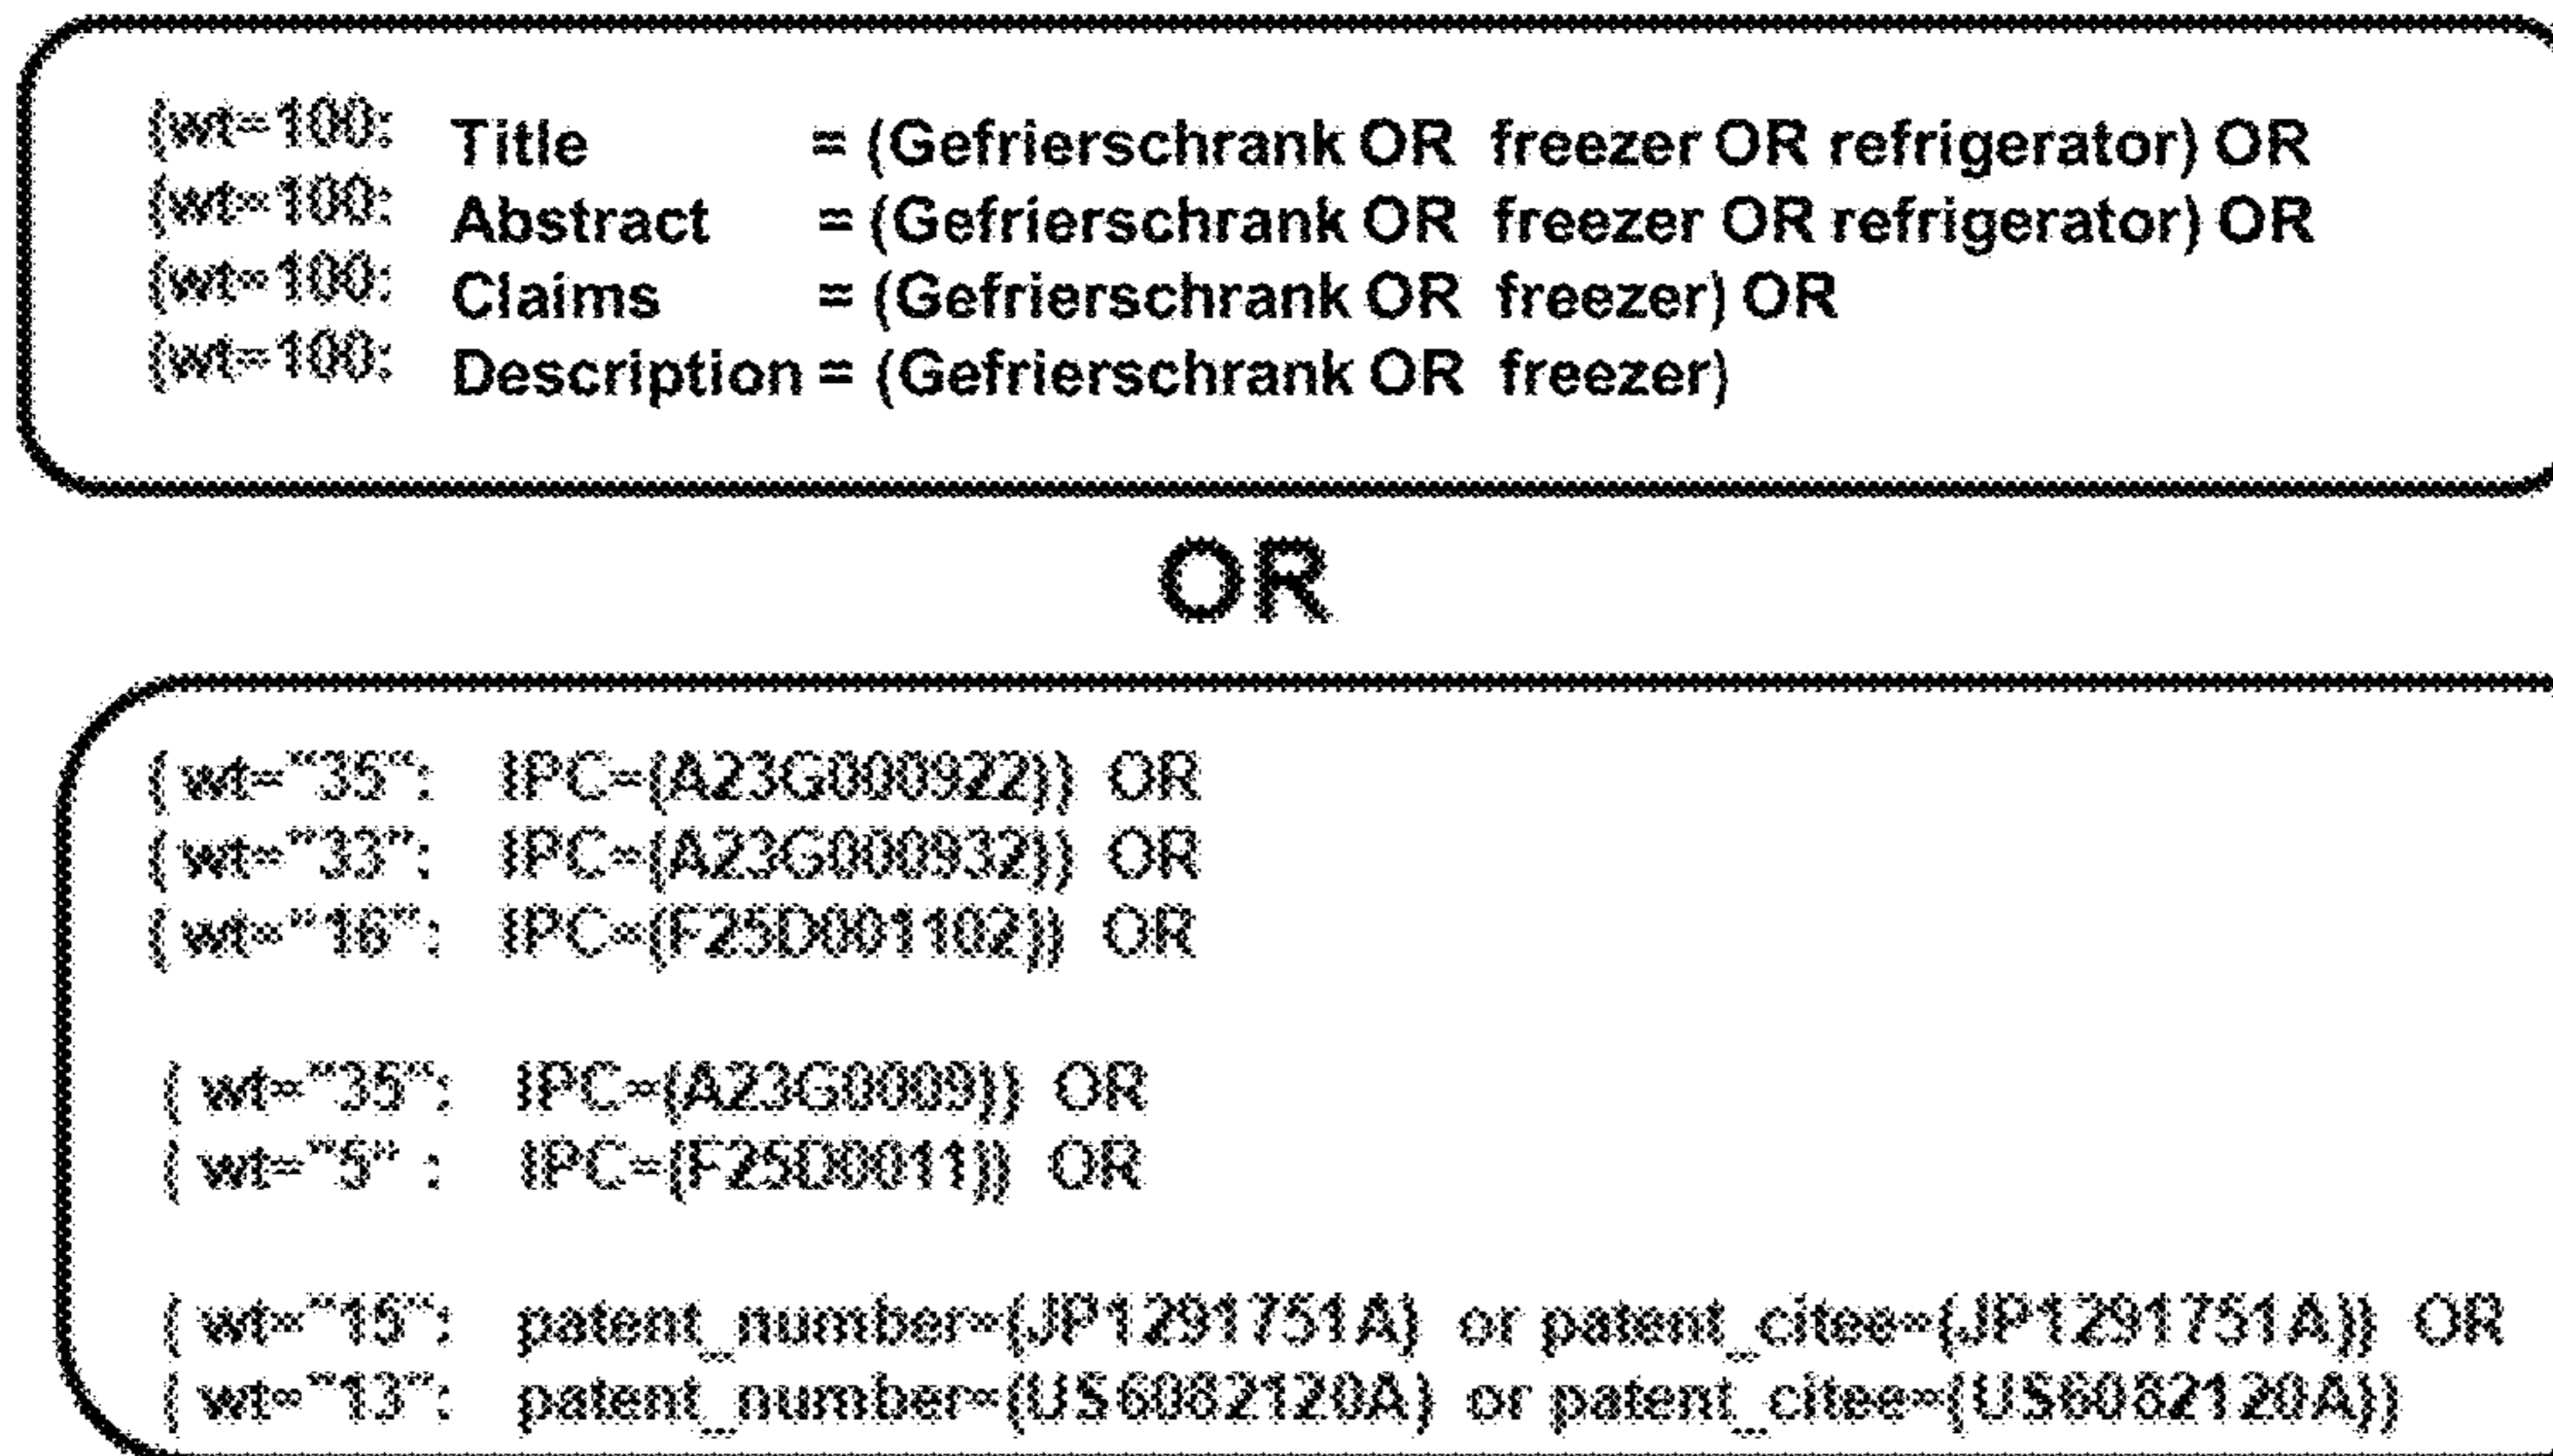 (wt=100: Title = (Gefrierschrank OR freezer OR refrigerator) OR
(wt=100: Abstract = (Gefrierschrank OR freezer OR refrigerator) OR
(wt=100: Claims = (Gefrierschrank OR freezer) OR
(wt=100: Description = (Gefrierschrank OR freezer)
OR
( wt="35": IPC=(A23G000922)) OR
( wt="33": IPC=(A23G000932)) OR
( wt="16": IPC=(F25D001102)) OR
( wt="35": IPC=(A23G0009)) OR
( wt="5" : IPC=(F25D0011)) OR
( wt="15": patent_number=(JP1291751A) or patent_citee=(JP1291751A)) OR
( wt="13": patent_number=(US6082120A) or patent_citee=(US6082120A))